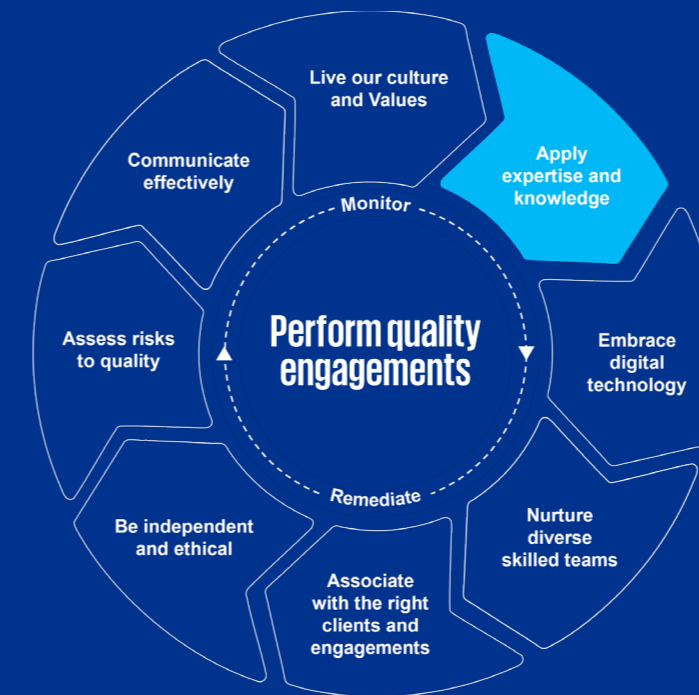 Live our culture
and Values
Apply
expertise and
knowledge
Embrace
digital
technology
Nurture
diverse
skilled teams
Associate
with the right
clients and
engagements
Be independent
and ethical
Assess risks
to quality
Communicate
effectively
Monitor
Perform quality
engagements
Remediate